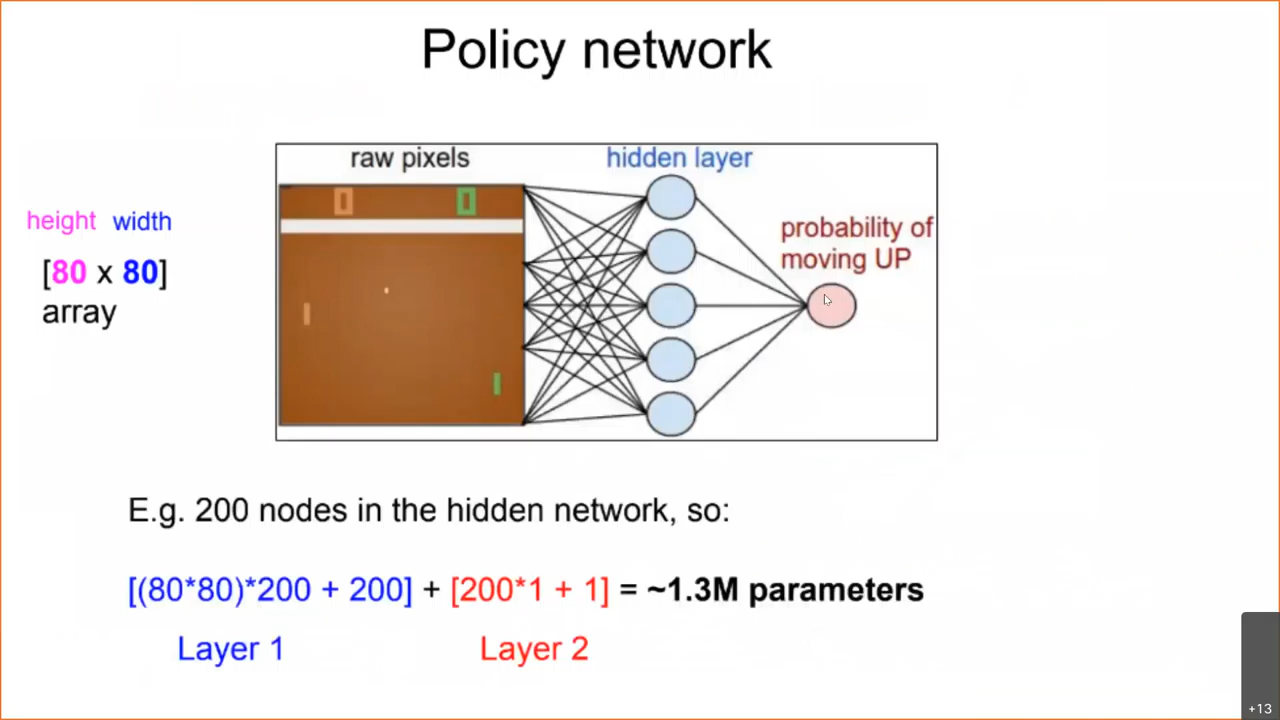 Policy network
raw pixels
hidden layer
height width
[80 x 80]
array
probability of
moving UP
E.g. 200 nodes in the hidden network, so:
[(80*80)*200 + 200] + [200*1 + 1] = ~1.3M parameters
Layer 1
Layer 2
+13